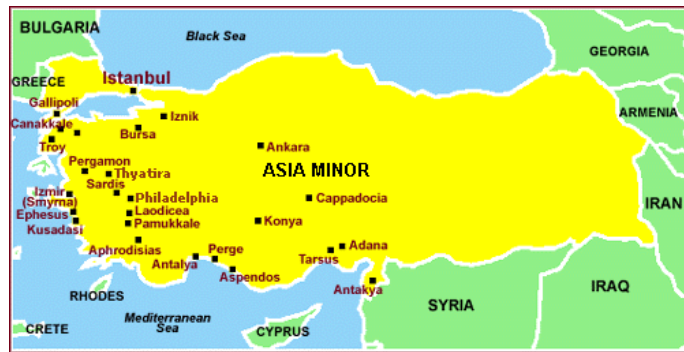 BULGARIA
Black Sea
GEORGIA
GREECE
Istanbul
Gallipoli
Iznik
ARMENIA
Canakkale
Bursa
Troy
Ankara
Pergamon
Thyatira
ASIA MINOR
Sardis
IRAN
Izmir
(Smyrna)
Philadelphia
Cappadocia
Ephesus
Laodicea
Kusadasi
Pamukkale
Konya
Aphrodisias
Adana
Antalya
Perge
Tarsus
Aspendos
Antakya
RHODES
SYRIA
IRAQ
Mediterranean
Sea
CRETE
CYPRUS